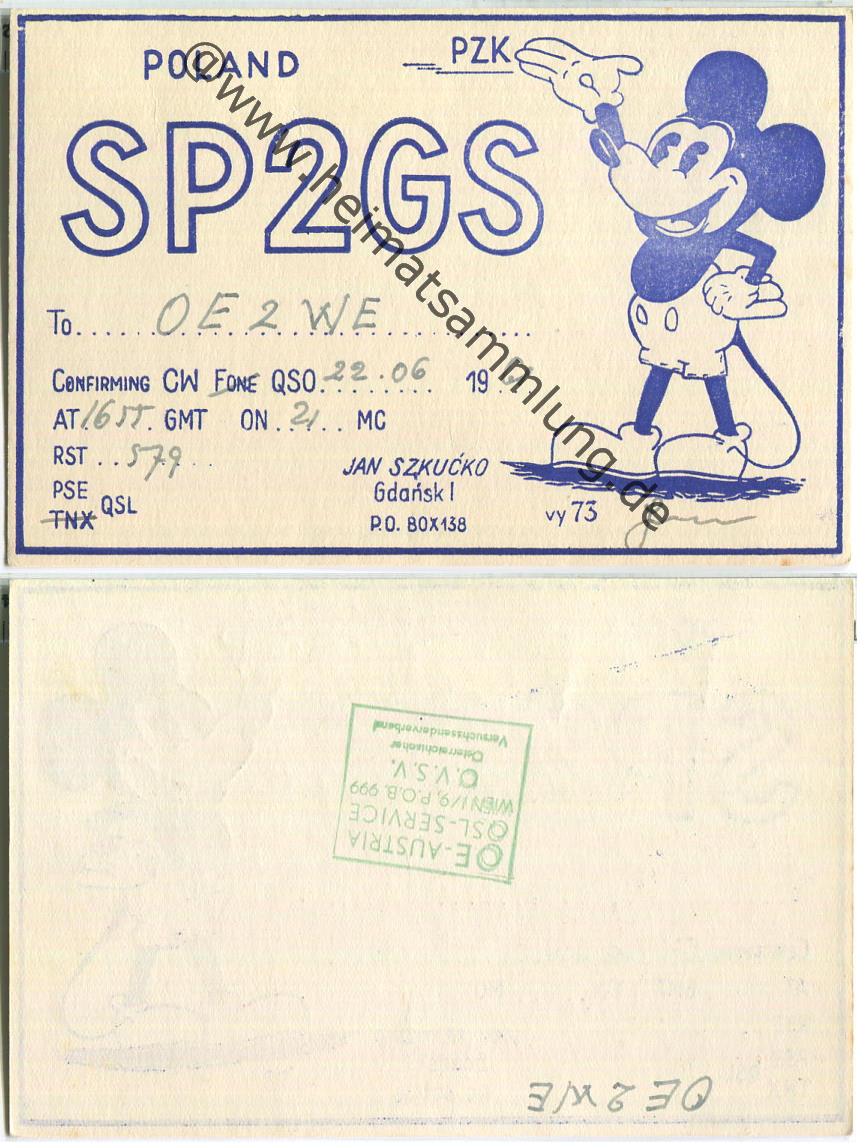 POLAND
PZK
SP2GS
To......OE2WE......
CONFIRMING CW FONE QSO 22.06 19
AT 1655 GMT ON 21 MC
RST 579
PSE
TNX QSL
JAN SZKUĆKO
Gdańsk I
P.O. BOX 138
vy 73
©www.heimatsammlung.de
OE-AUSTRIA
QSL-SERVICE
WIEN I/9, P.O.B. 999
Ö.V.S.V.
Österreichischer
Versuchssenderverband
OE2WE